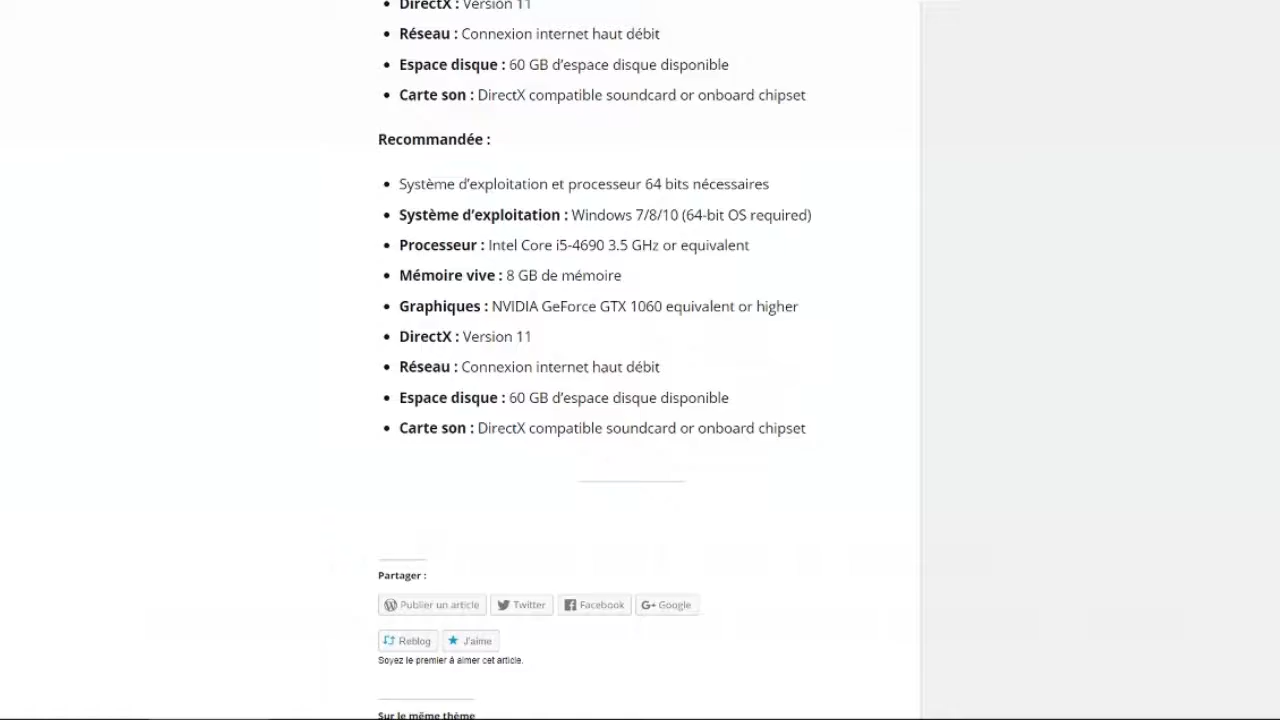 DirectX : Version 11
Réseau : Connexion internet haut débit
Espace disque : 60 GB d’espace disque disponible
Carte son : DirectX compatible soundcard or onboard chipset
Recommandée :
Système d’exploitation et processeur 64 bits nécessaires
Système d’exploitation : Windows 7/8/10 (64-bit OS required)
Processeur : Intel Core i5-4690 3.5 GHz or equivalent
Mémoire vive : 8 GB de mémoire
Graphiques : NVIDIA GeForce GTX 1060 equivalent or higher
DirectX : Version 11
Réseau : Connexion internet haut débit
Espace disque : 60 GB d’espace disque disponible
Carte son : DirectX compatible soundcard or onboard chipset
Partager :
Publier un article Twitter Facebook G+ Google
Reblog J'aime
Soyez le premier à aimer cet article.
Sur le même thème